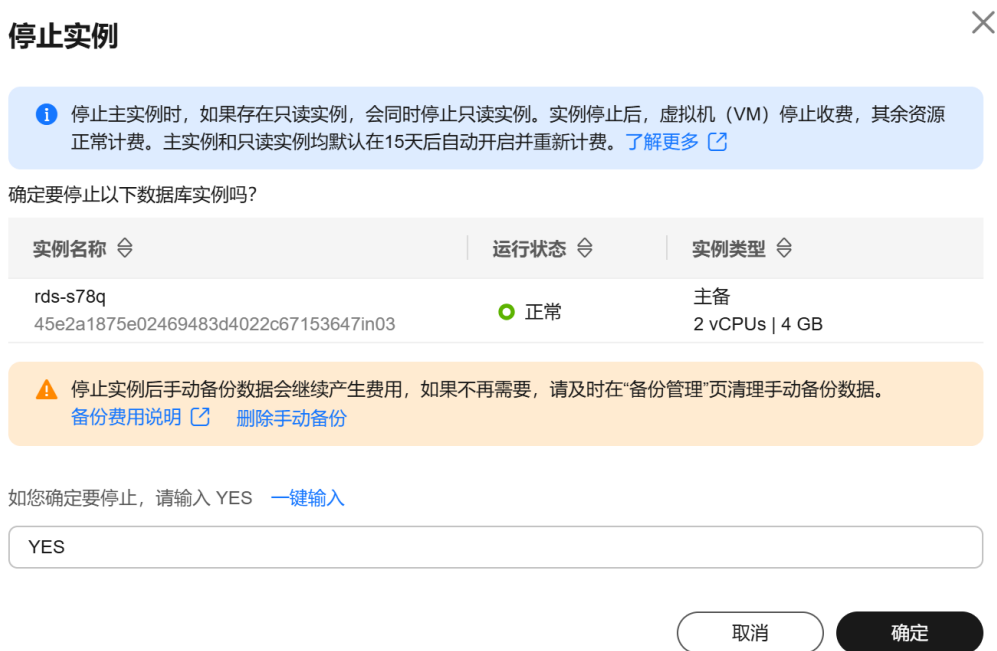 停止实例
停止主实例时，如果存在只读实例，会同时停止只读实例。实例停止后，虚拟机（VM）停止收费，其余资源
正常计费。主实例和只读实例均默认在15天后自动开启并重新计费。了解更多
确定要停止以下数据库实例吗？
实例名称 运行状态 实例类型
rds-s78q
45e2a1875e02469483d4022c67153647in03
正常
主备
2 vCPUs | 4 GB
停止实例后手动备份数据会继续产生费用，如果不再需要，请及时在“备份管理”页清理手动备份数据。
备份费用说明 删除手动备份
如您确定要停止，请输入 YES 一键输入
YES
取消 确定